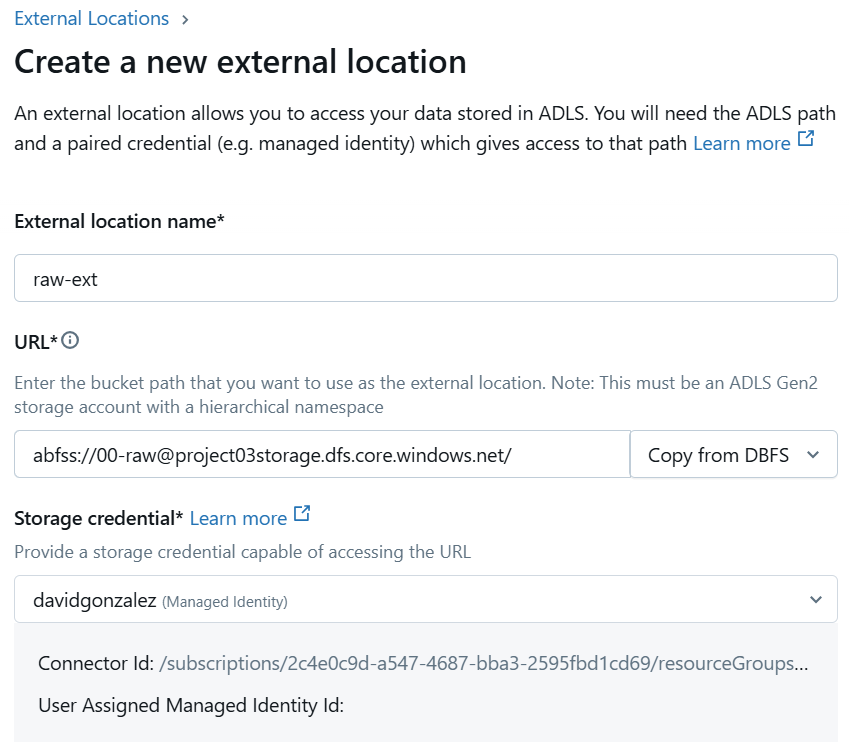 External Locations >
Create a new external location
An external location allows you to access your data stored in ADLS. You will need the ADLS path
and a paired credential (e.g. managed identity) which gives access to that path Learn more
External location name*
raw-ext
URL*
Enter the bucket path that you want to use as the external location. Note: This must be an ADLS Gen2
storage account with a hierarchical namespace
abfss://00-raw@project03storage.dfs.core.windows.net/ Copy from DBFS
Storage credential* Learn more
Provide a storage credential capable of accessing the URL
davidgonzalez (Managed Identity)
Connector Id: /subscriptions/2c4e0c9d-a547-4687-bba3-2595fbd1cd69/resourceGroups...
User Assigned Managed Identity Id: